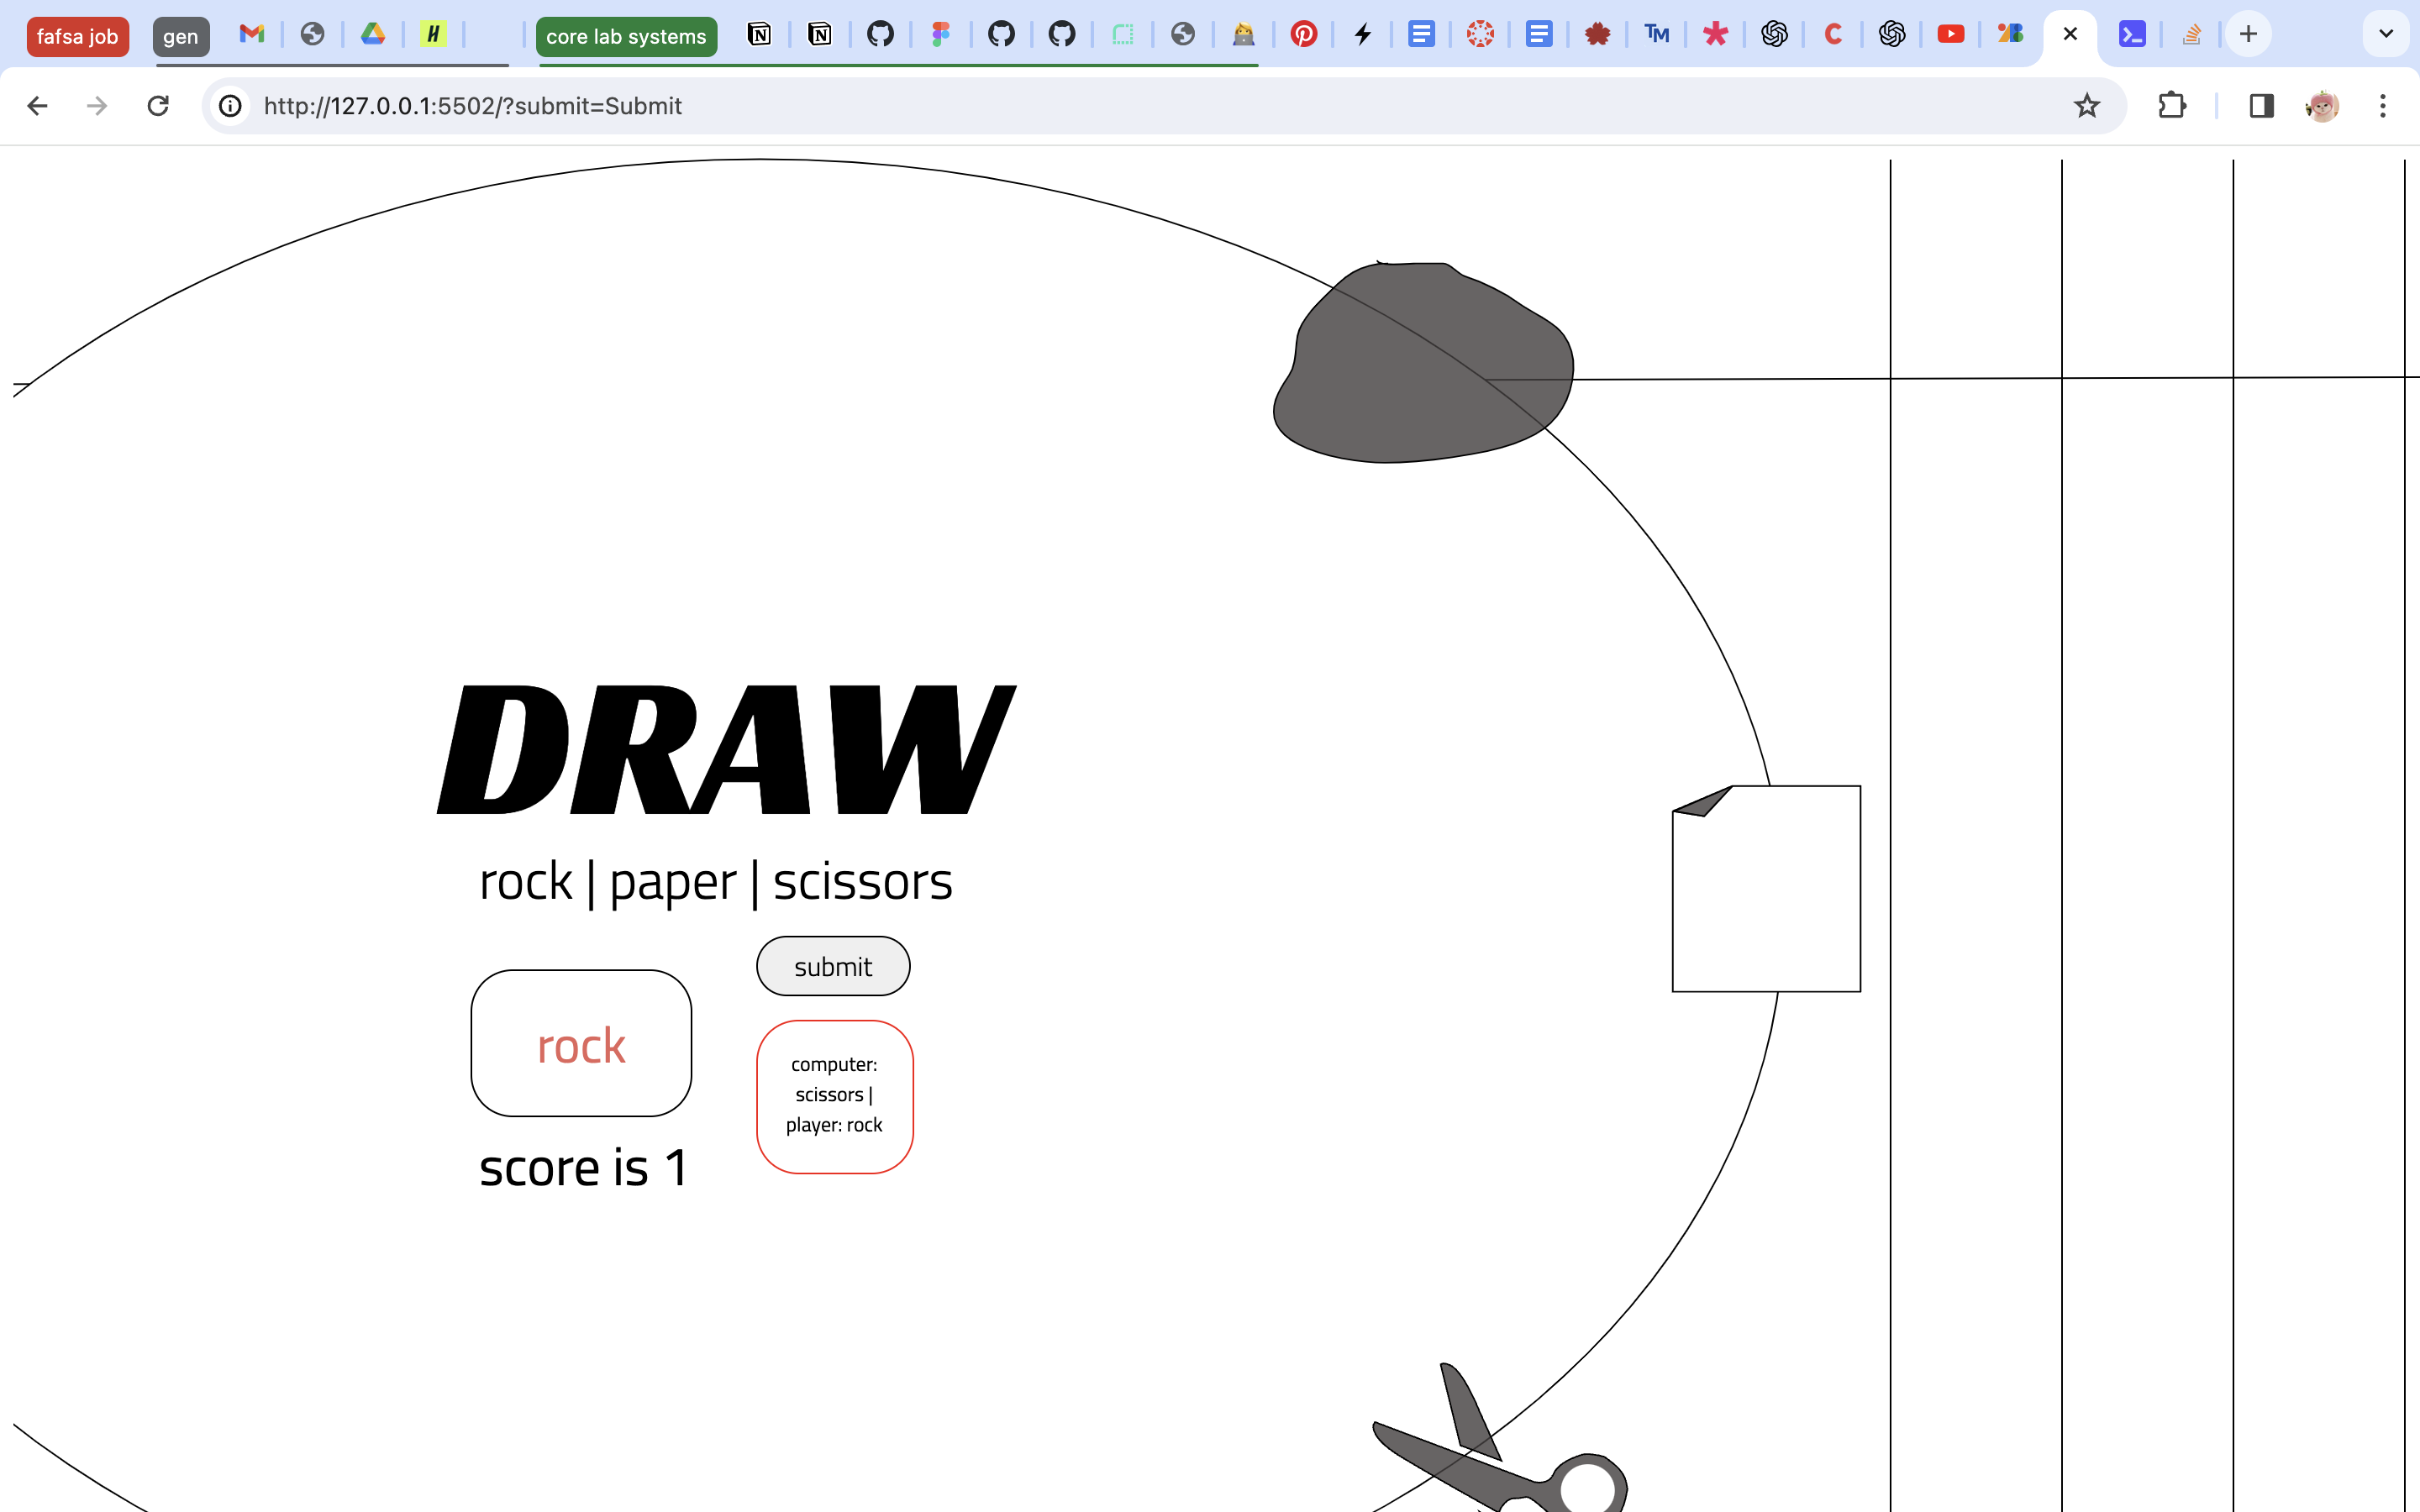 fafsa job
gen
core lab systems
http://127.0.0.1:5502/?submit=Submit
DRAW
rock | paper | scissors
submit
rock
computer:
scissors |
player: rock
score is 1